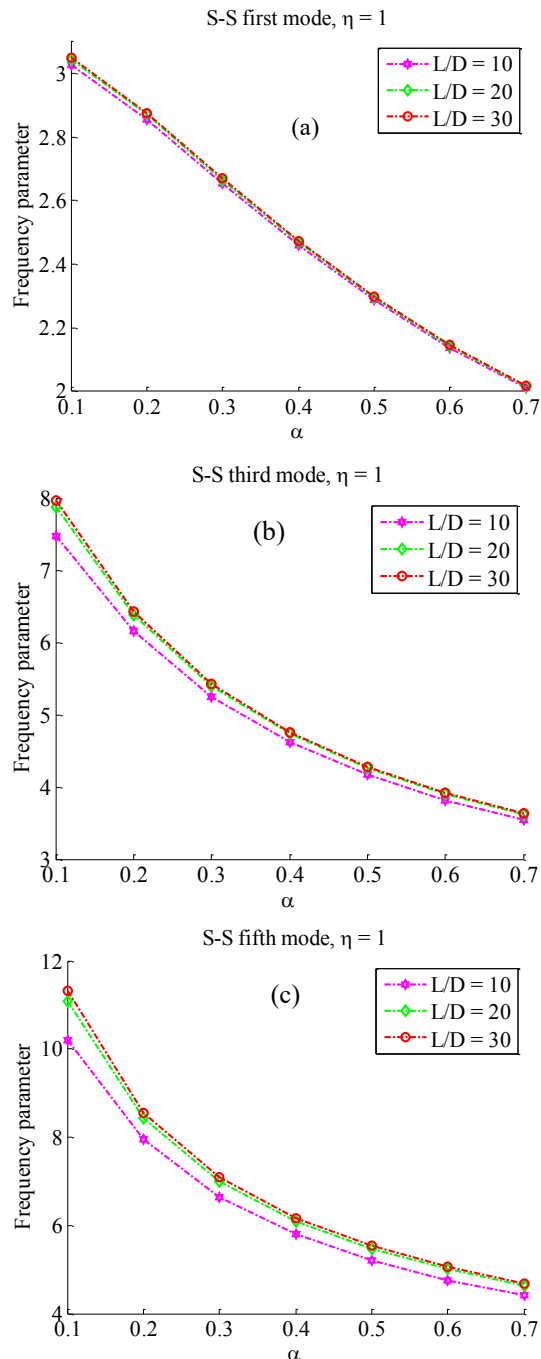 S-S first mode, η = 1
3
2.8
2.6
2.4
2.2
2
Frequency parameter
(a)
L/D = 10
L/D = 20
L/D = 30
0.1 0.2 0.3 0.4 0.5 0.6 0.7
α
S-S third mode, η = 1
8
7
6
5
4
3
Frequency parameter
(b)
L/D = 10
L/D = 20
L/D = 30
0.1 0.2 0.3 0.4 0.5 0.6 0.7
α
S-S fifth mode, η = 1
12
10
8
6
4
Frequency parameter
(c)
L/D = 10
L/D = 20
L/D = 30
0.1 0.2 0.3 0.4 0.5 0.6 0.7
α